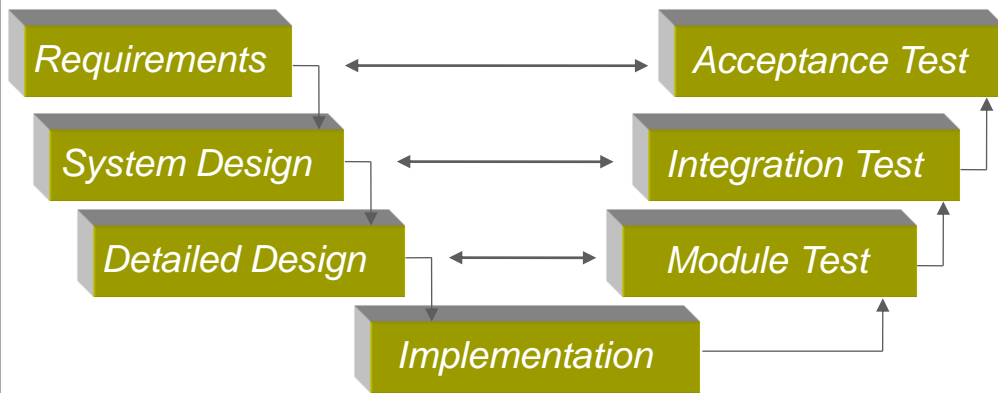 Requirements
Acceptance Test
System Design
Integration Test
Detailed Design
Module Test
Implementation